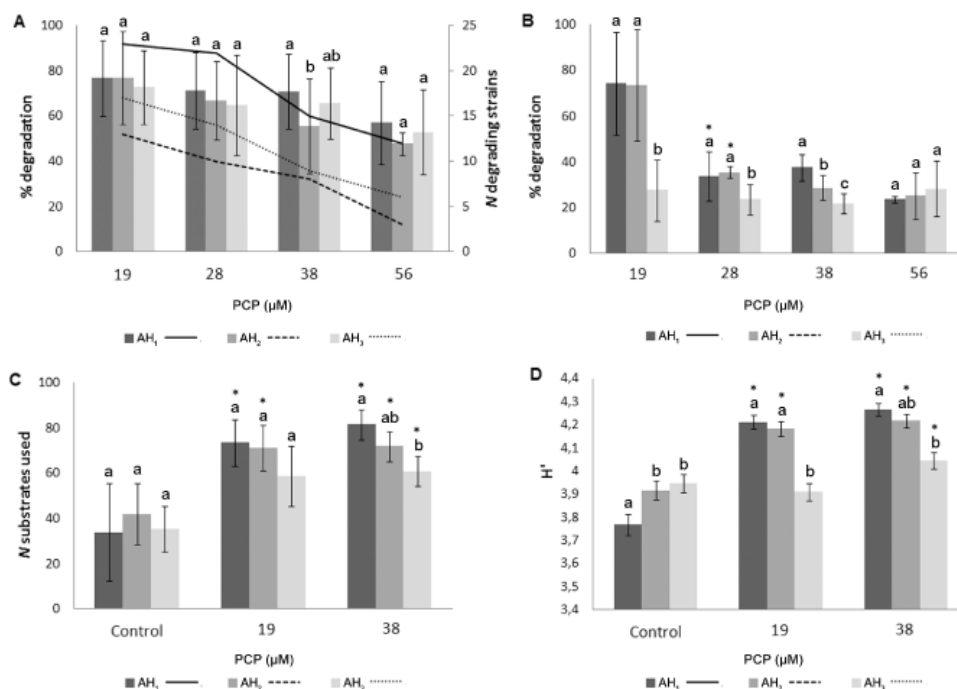 A
B
100
80
60
40
20
0
% degradation
25
20
15
10
5
0
N degrading strains
a a a
a a a
a b ab
a a a
19 28 38 56
PCP (µM)
AH₁ AH₂ AH₃
100
80
60
40
20
0
% degradation
a a b
* *
a a b
a b c
a a a
19 28 38 56
PCP (µM)
AH₁ AH₂ AH₃
C
D
100
80
60
40
20
0
N substrates used
a a a
* *
a a a
* * *
a ab b
Control 19 38
PCP (µM)
AH₁ AH₂ AH₃
4,4
4,3
4,2
4,1
4
3,9
3,8
3,7
3,6
3,5
3,4
H'
a b b
* *
a a b
* * *
a ab b
Control 19 38
PCP (µM)
AH₁ AH₂ AH₃